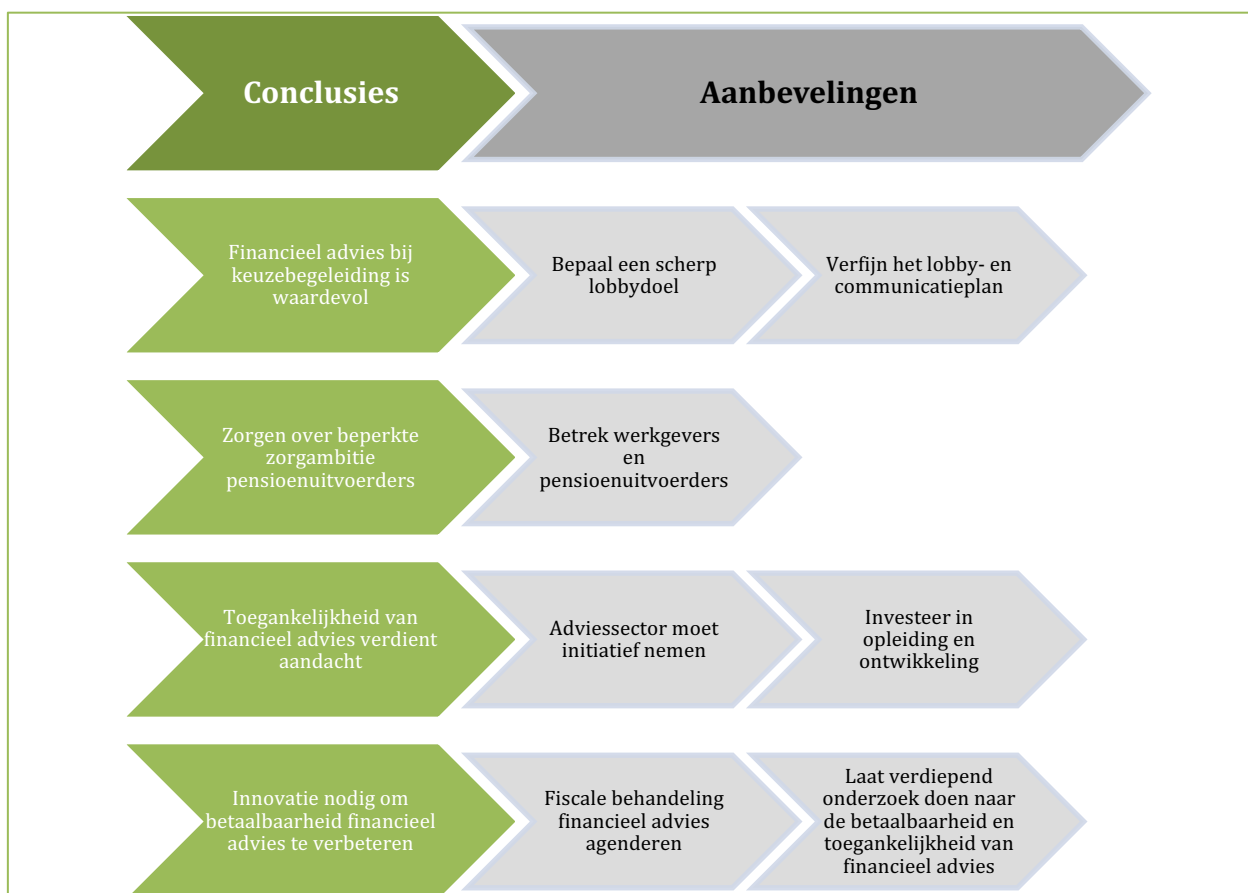 Conclusies
Aanbevelingen
Financieel advies bij
keuzebegeleiding is
waardevol
Bepaal een scherp
lobbydoel
Verfijn het lobby- en
communicatieplan
Zorgen over beperkte
zorgambitie
pensioenuitvoerders
Betrek werkgevers
en
pensioenuitvoerders
Toegankelijkheid van
financieel advies verdient
aandacht
Adviessector moet
initiatief nemen
Investeer in
opleiding en
ontwikkeling
Innovatie nodig om
betaalbaarheid financieel
advies te verbeteren
Fiscale behandeling
financieel advies
agenderen
Laat verdiepend
onderzoek doen naar
de betaalbaarheid en
toegankelijkheid van
financieel advies